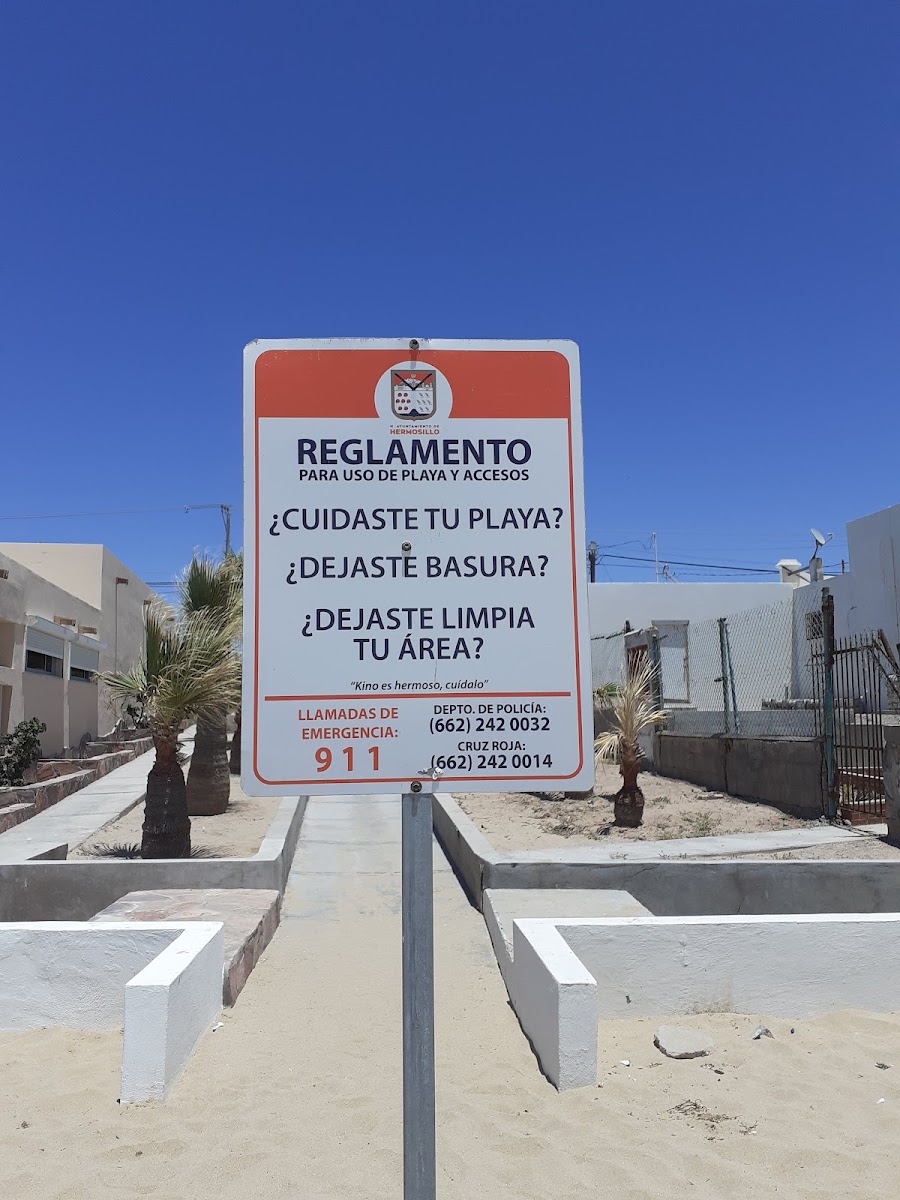 H. AYUNTAMIENTO DE
HERMOSILLO
REGLAMENTO
PARA USO DE PLAYA Y ACCESOS
¿CUIDASTE TU PLAYA?
¿DEJASTE BASURA?
¿DEJASTE LIMPIA
TU ÁREA?
"Kino es hermoso, cuídalo"
LLAMADAS DE
EMERGENCIA:
911
DEPTO. DE POLICÍA:
(662) 242 0032
CRUZ ROJA:
(662) 242 0014